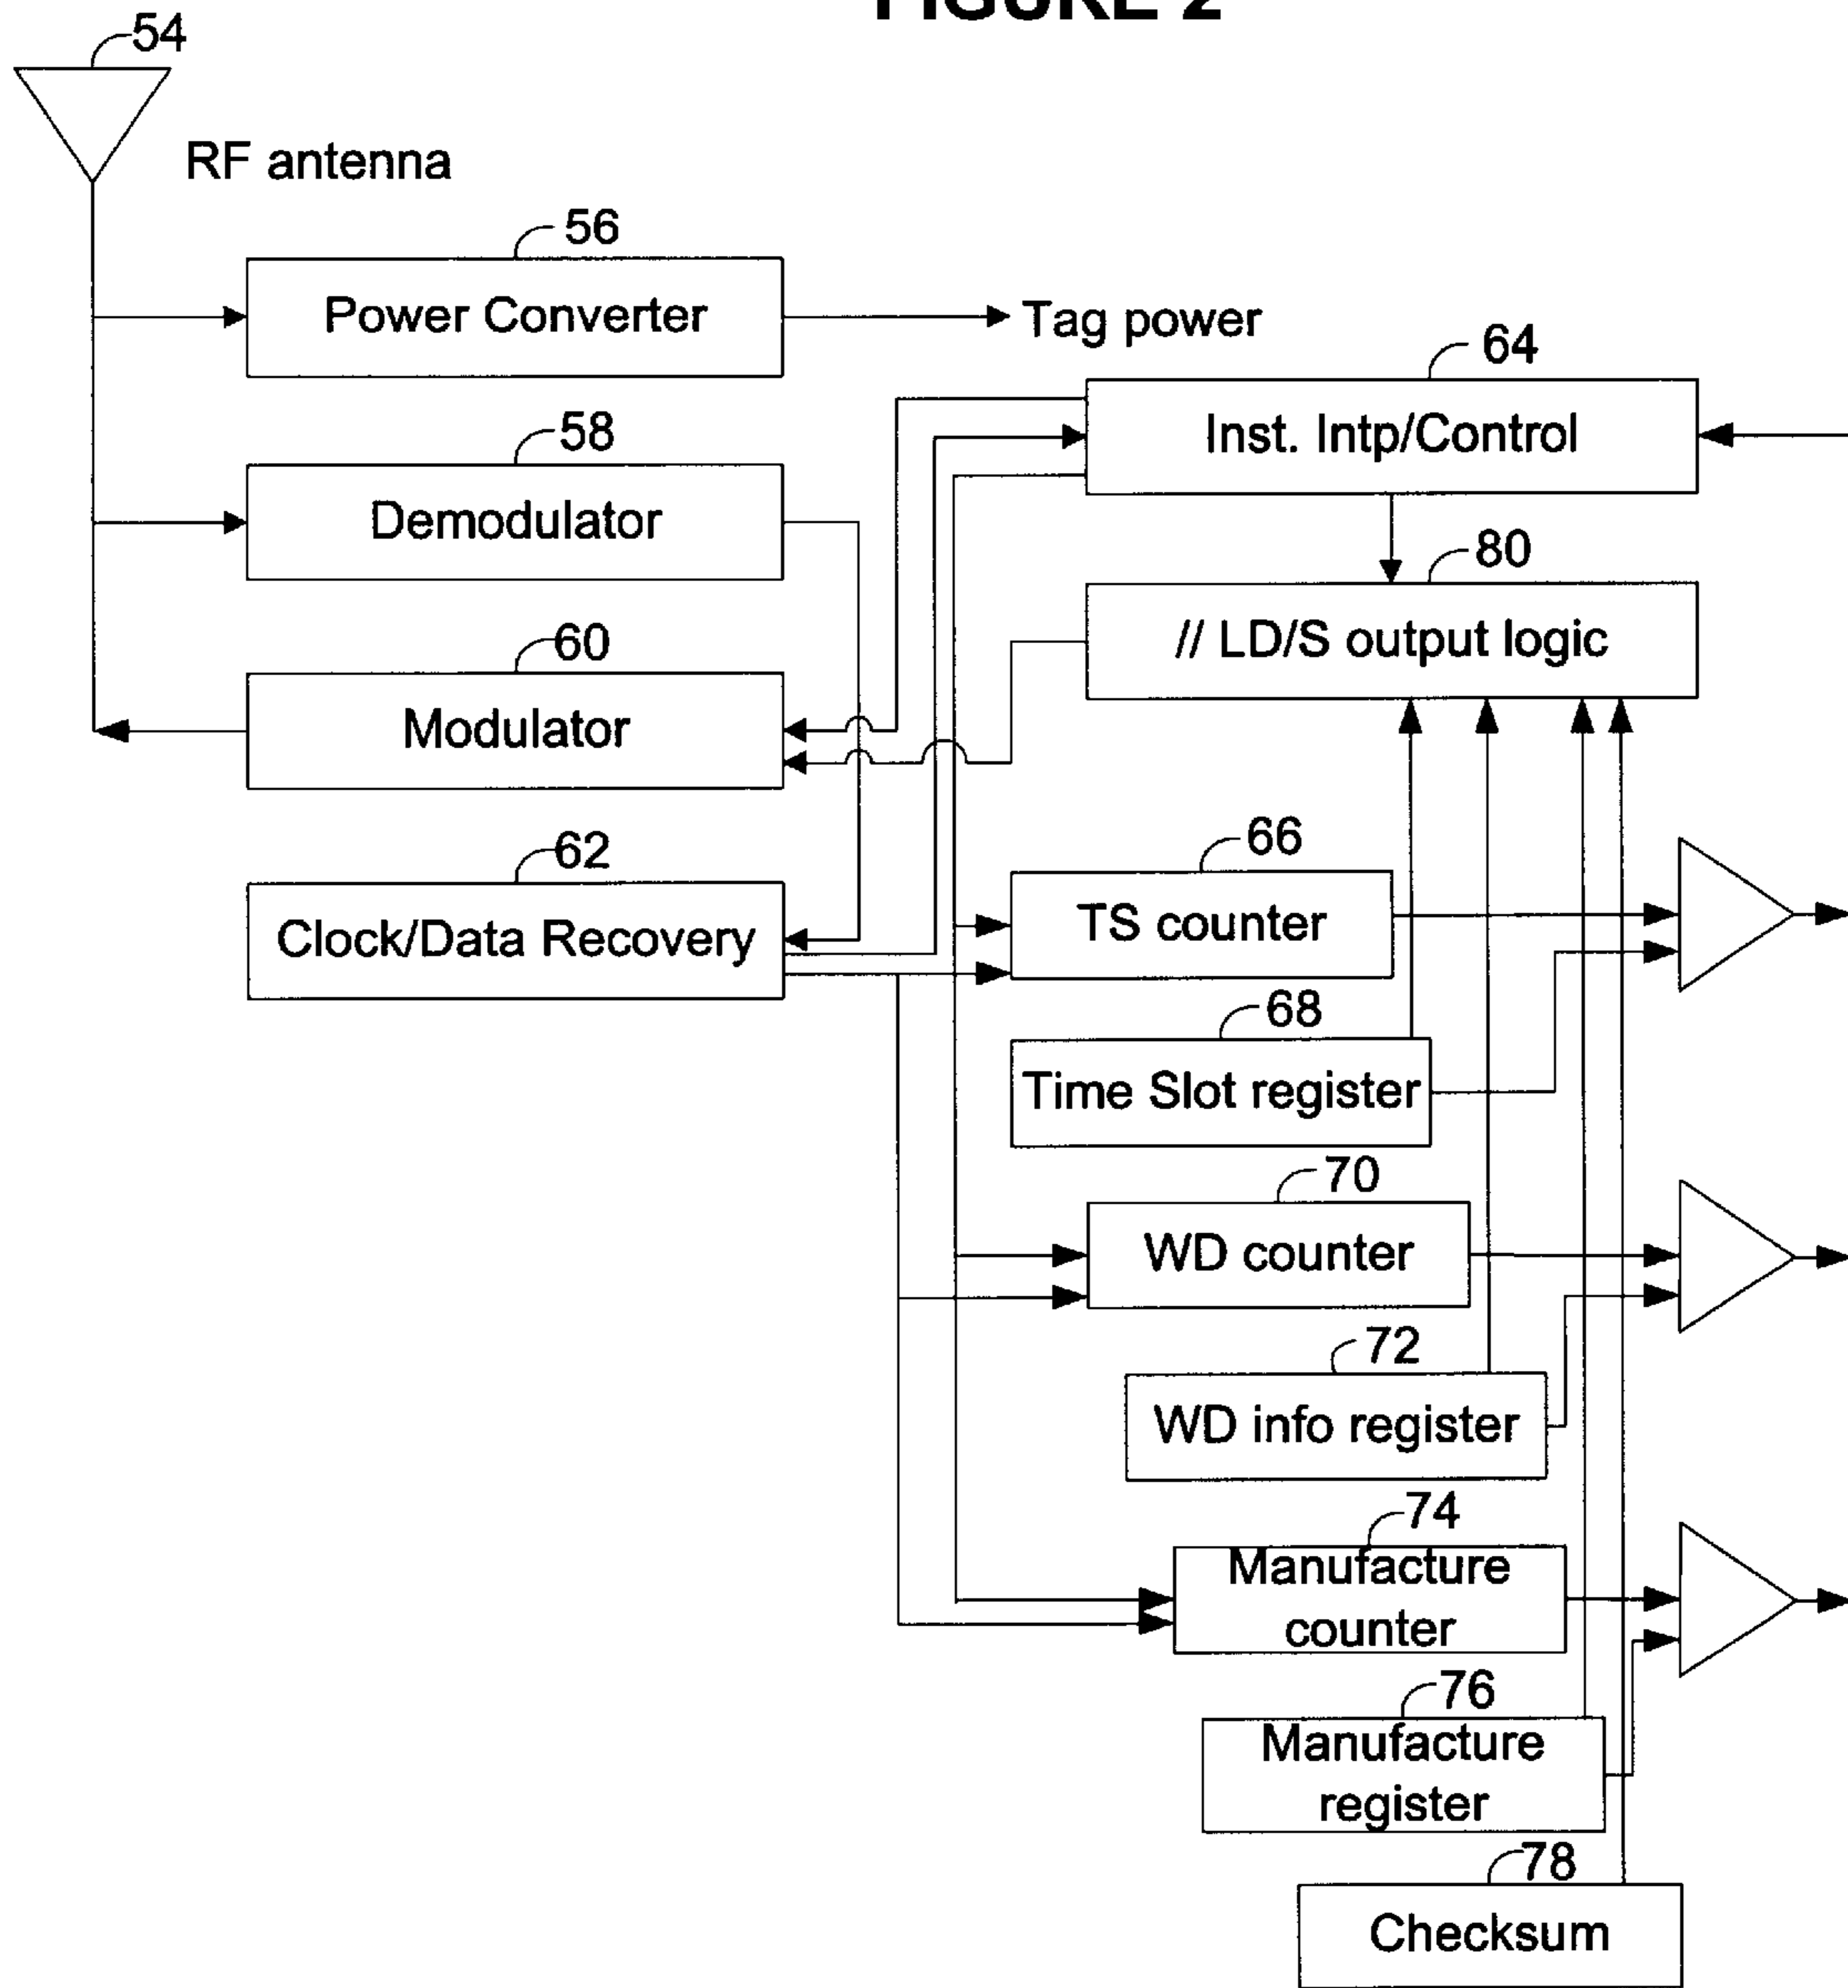 FIGURE 2
54
RF antenna
56
Power Converter
Tag power
64
Inst. Intp/Control
58
Demodulator
80
// LD/S output logic
60
Modulator
62
Clock/Data Recovery
66
TS counter
68
Time Slot register
70
WD counter
72
WD info register
74
Manufacture
counter
76
Manufacture
register
78
Checksum